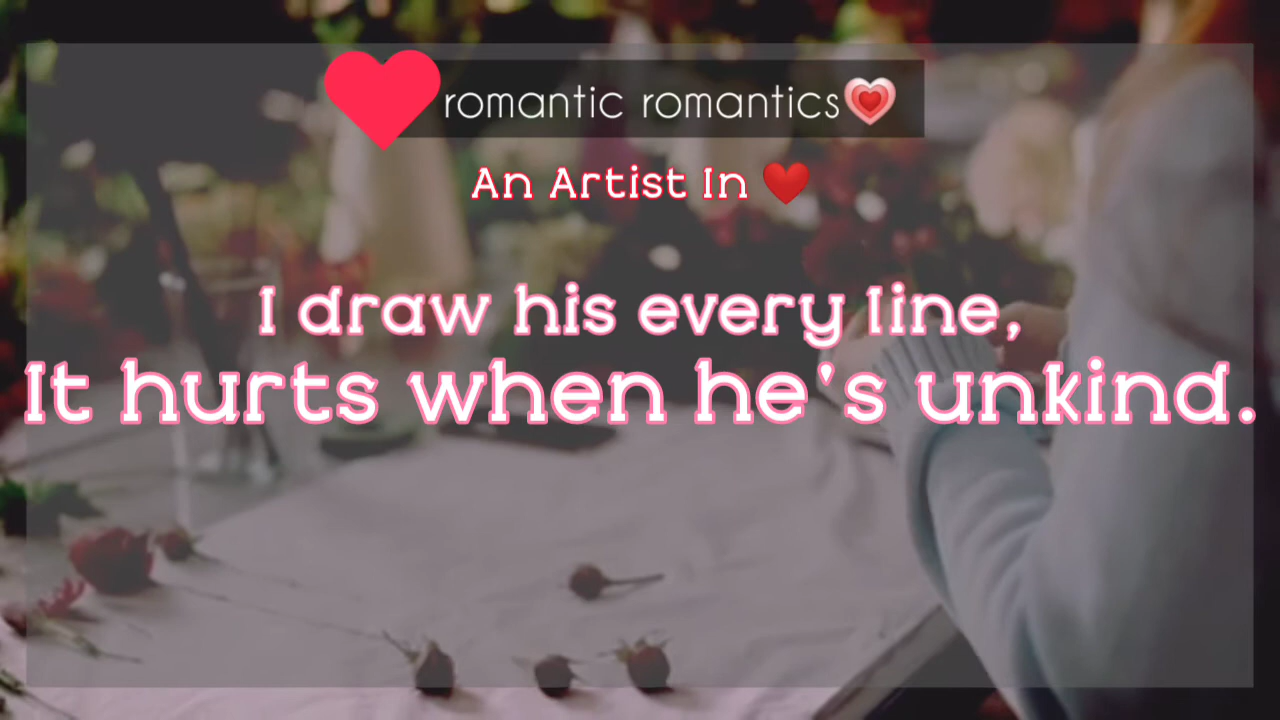 romantic romantics
An Artist In
I draw his every line,
It hurts when he's unkind.